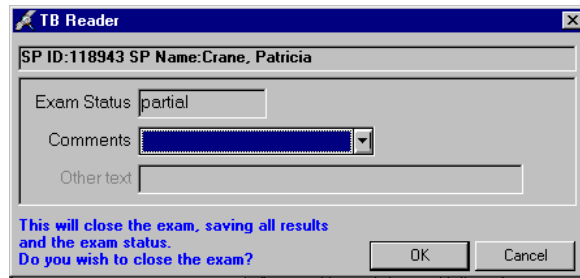 TB Reader
SP ID:118943 SP Name:Crane, Patricia
Exam Status partial
Comments
Other text
This will close the exam, saving all results
and the exam status.
Do you wish to close the exam?
OK Cancel